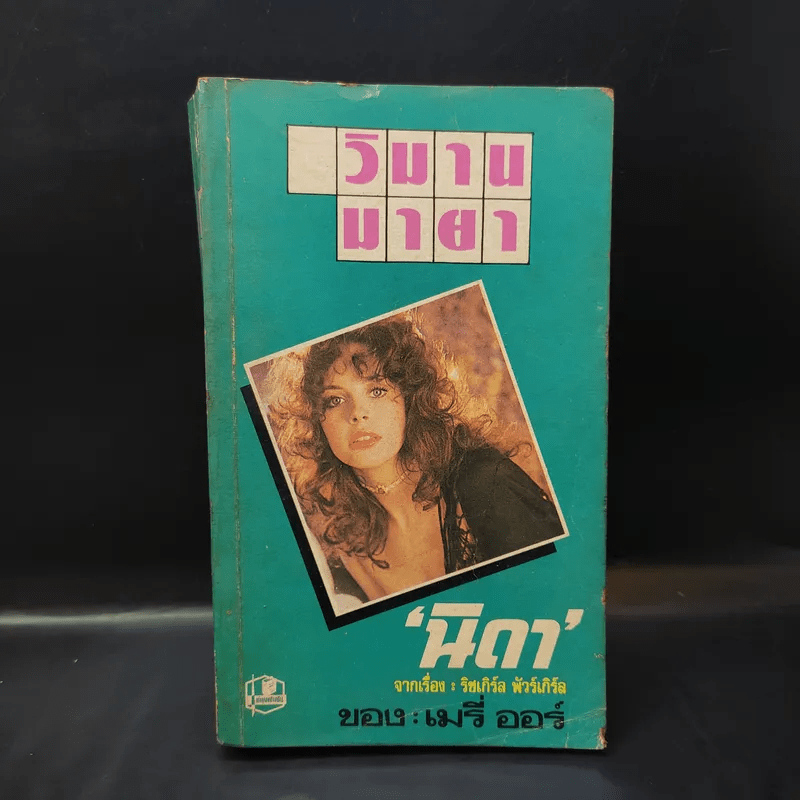 วิมาน
มายา
‘นิดา’
จากเรื่อง : ริชเกิร์ล พัวร์เกิร์ล
ของ : เมรี่ ออร์